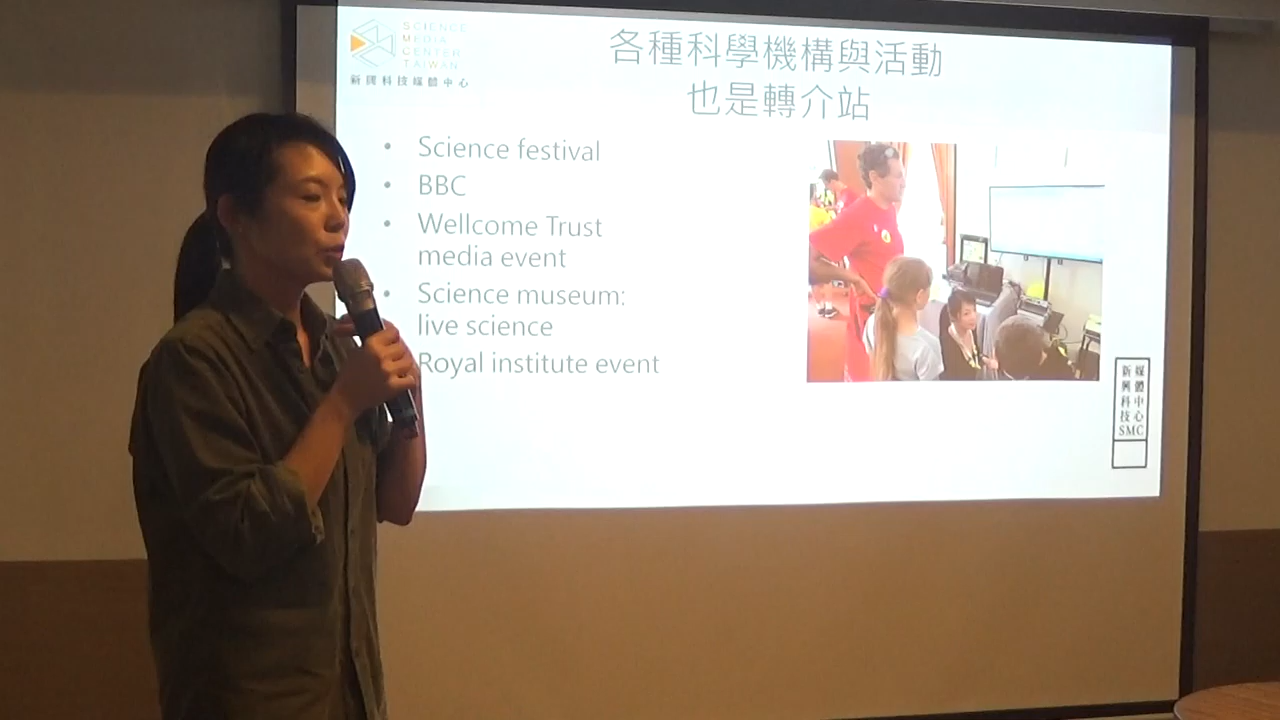 SCIENCE
MEDIA
CENTER
TAIWAN
新興科技媒體中心
各種科學機構與活動
也是轉介站
• Science festival
• BBC
• Wellcome Trust
media event
• Science museum:
live science
Royal institute event
媒體中心
新興科技
SMC